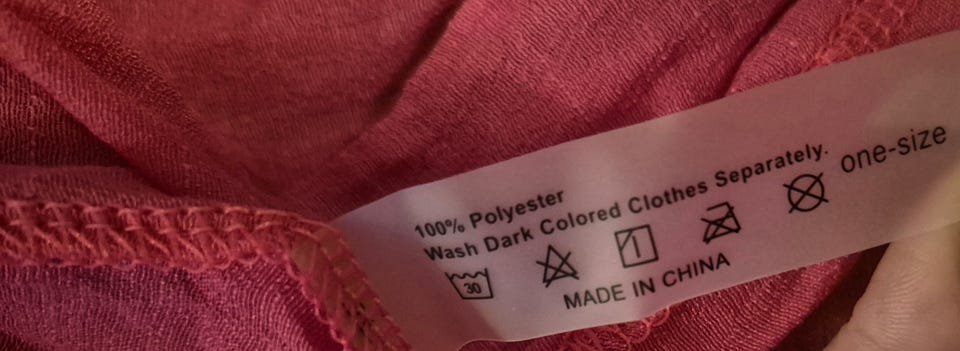 100% Polyester
Wash Dark Colored Clothes Separately.
one-size
30
MADE IN CHINA